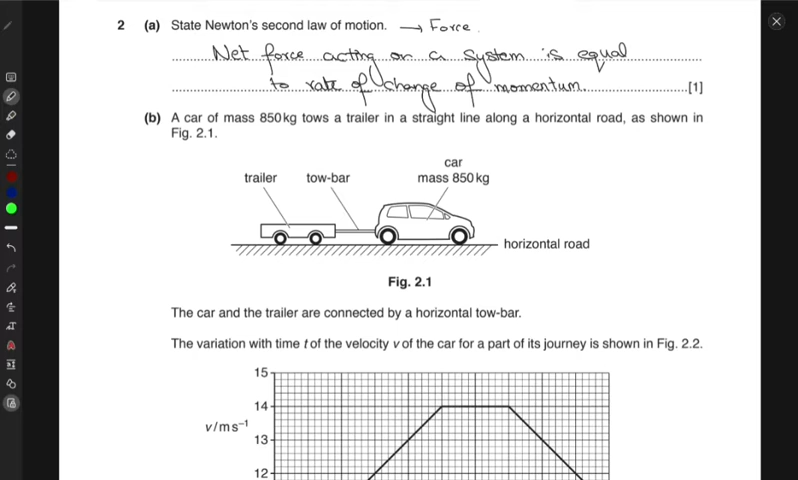 2 (a) State Newton's second law of motion. → Force.
Net force acting on a system is equal
to rate of change of momentum. [1]
(b) A car of mass 850 kg tows a trailer in a straight line along a horizontal road, as shown in
Fig. 2.1.
car
trailer tow-bar mass 850 kg
horizontal road
Fig. 2.1
The car and the trailer are connected by a horizontal tow-bar.
The variation with time t of the velocity v of the car for a part of its journey is shown in Fig. 2.2.
15
14
v/ms⁻¹
13
12